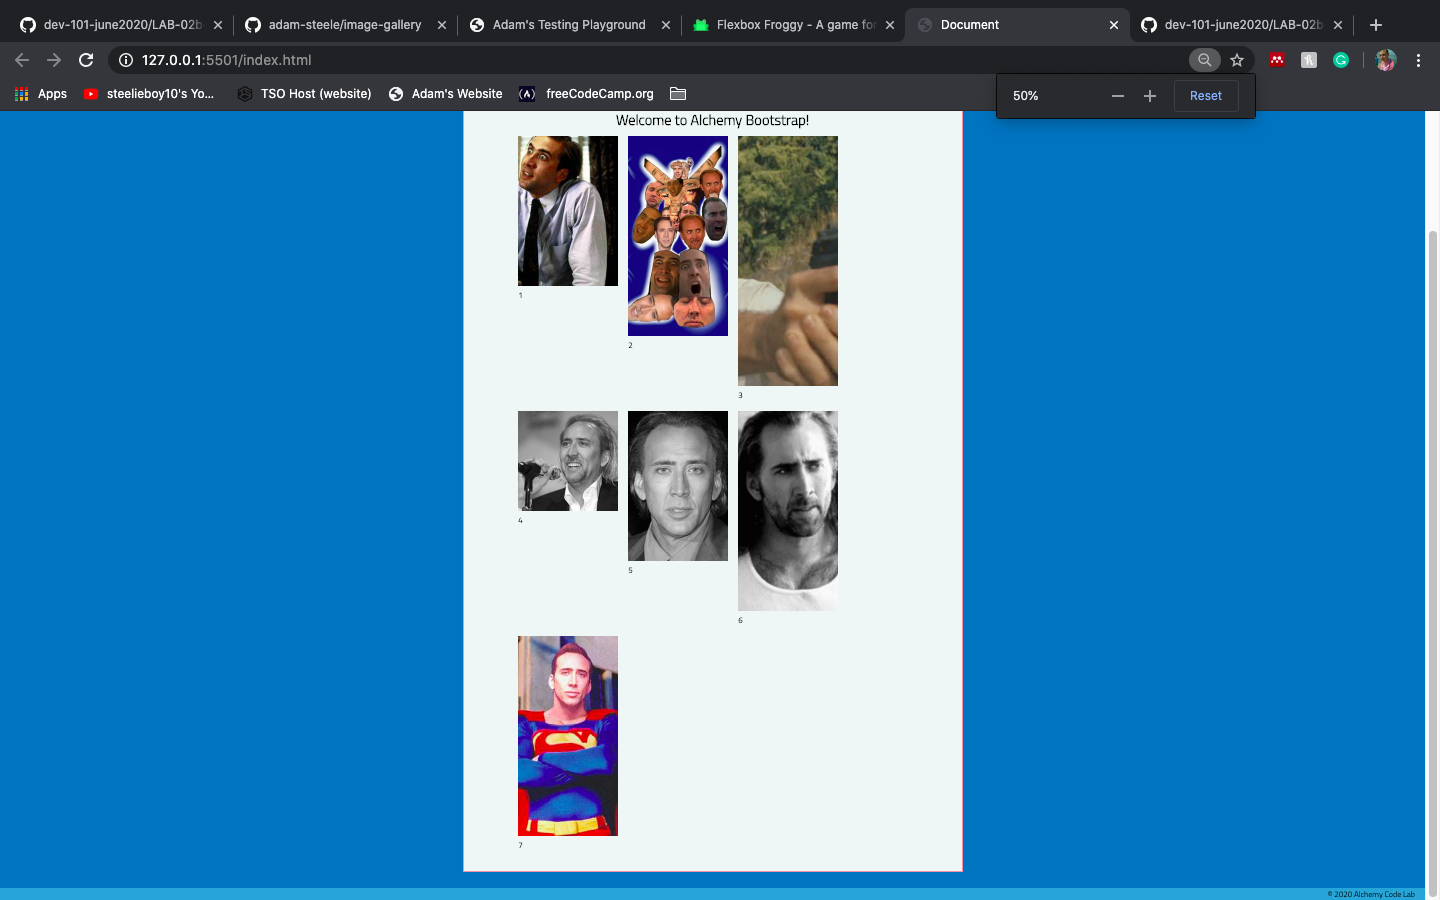 dev-101-june2020/LAB-02b
adam-steele/image-gallery
Adam's Testing Playground
Flexbox Froggy - A game for
Document
dev-101-june2020/LAB-02b
127.0.0.1:5501/index.html
Apps
steelieboy10's Yo...
TSO Host (website)
Adam's Website
(A)
freeCodeCamp.org
50%
Reset
Welcome to Alchemy Bootstrap!
1
2
3
4
5
6
7
© 2020 Alchemy Code Lab